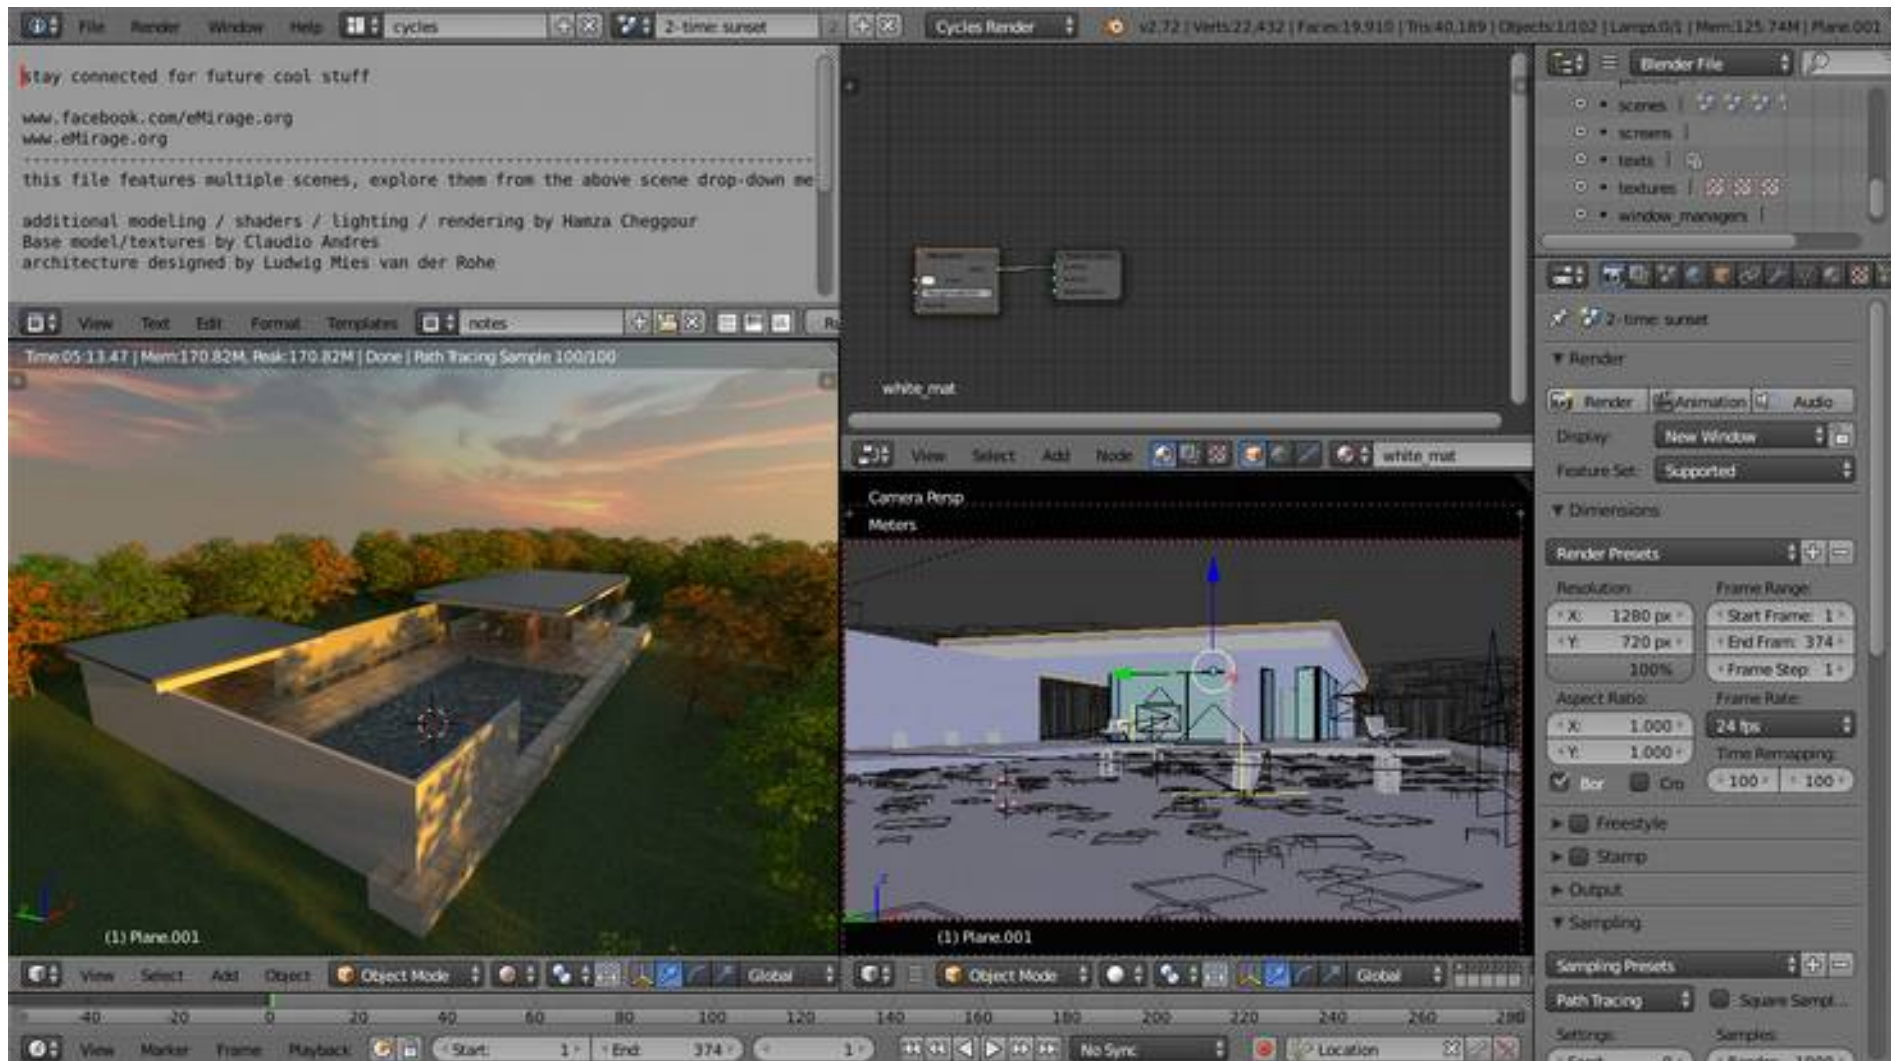 File Render Window Help cycles 2-time: sunset 2 Cycles Render v2.72 | Verts:22,432 | Faces:19,910 | Tris:40,189 | Objects:1/102 | Lamps:0/1 | Mem:125.74M | Plane.001
stay connected for future cool stuff
www.facebook.com/eMirage.org
www.eMirage.org
this file features multiple scenes, explore them from the above scene drop-down me
additional modeling / shaders / lighting / rendering by Hamza Cheggour
Base model/textures by Claudio Andres
architecture designed by Ludwig Mies van der Rohe
View Text Edit Format Templates notes Ru
Time:05:13.47 | Mem:170.82M, Peak:170.82M | Done | Path Tracing Sample 100/100
(1) Plane.001
View Select Add Object Object Mode Global
white_mat
View Select Add Node white_mat
Camera Persp
Meters
(1) Plane.001
Object Mode Global
Blender File
scenes
screens
texts
textures
window_managers
2-time: sunset
Render
Render Animation Audio
Display: New Window
Feature Set: Supported
Dimensions
Render Presets
Resolution: Frame Range:
X: 1280 px Start Frame: 1
Y: 720 px End Fram: 374
100% Frame Step: 1
Aspect Ratio: Frame Rate:
X: 1.000 24 fps
Y: 1.000 Time Remapping:
Bor Cro 100 100
Freestyle
Stamp
Output
Sampling
Sampling Presets
Path Tracing Square Sampl...
Settings: Samples:
-40 -20 0 20 40 60 80 100 120 140 160 180 200 220 240 260 280
View Marker Frame Playback Start: 1 End: 374 1 No Sync Location